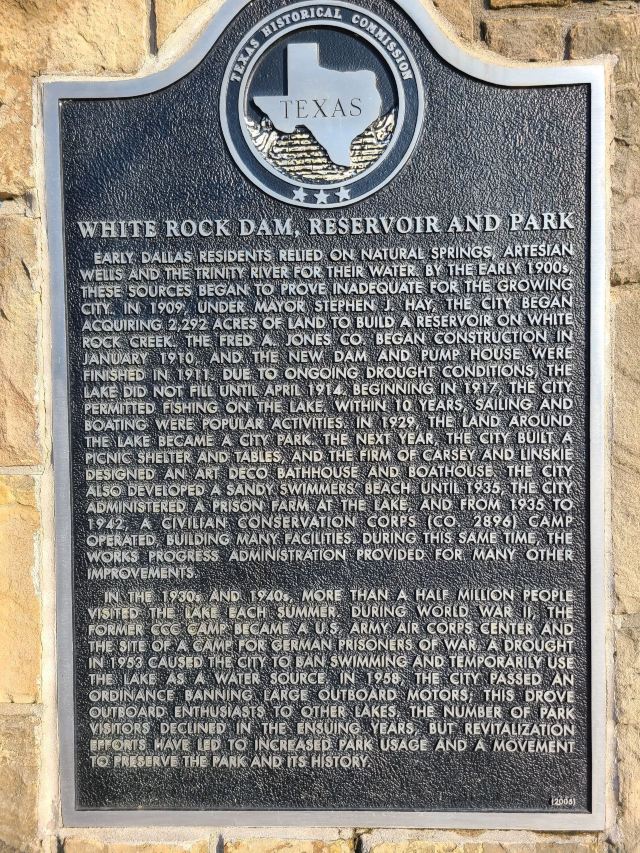 TEXAS HISTORICAL COMMISSION
TEXAS
WHITE ROCK DAM, RESERVOIR AND PARK
EARLY DALLAS RESIDENTS RELIED ON NATURAL SPRINGS, ARTESIAN
WELLS AND THE TRINITY RIVER FOR THEIR WATER. BY THE EARLY 1900s,
THESE SOURCES BEGAN TO PROVE INADEQUATE FOR THE GROWING
CITY. IN 1909, UNDER MAYOR STEPHEN J. HAY, THE CITY BEGAN
ACQUIRING 2,292 ACRES OF LAND TO BUILD A RESERVOIR ON WHITE
ROCK CREEK. THE FRED A. JONES CO. BEGAN CONSTRUCTION IN
JANUARY 1910, AND THE NEW DAM AND PUMP HOUSE WERE
FINISHED IN 1911. DUE TO ONGOING DROUGHT CONDITIONS, THE
LAKE DID NOT FILL UNTIL APRIL 1914. BEGINNING IN 1917, THE CITY
PERMITTED FISHING ON THE LAKE. WITHIN 10 YEARS, SAILING AND
BOATING WERE POPULAR ACTIVITIES. IN 1929, THE LAND AROUND
THE LAKE BECAME A CITY PARK. THE NEXT YEAR, THE CITY BUILT A
PICNIC SHELTER AND TABLES, AND THE FIRM OF CARSEY AND LINSKIE
DESIGNED AN ART DECO BATHHOUSE AND BOATHOUSE. THE CITY
ALSO DEVELOPED A SANDY SWIMMERS' BEACH. UNTIL 1935, THE CITY
ADMINISTERED A PRISON FARM AT THE LAKE, AND FROM 1935 TO
1942, A CIVILIAN CONSERVATION CORPS (CO. 2896) CAMP
OPERATED, BUILDING MANY FACILITIES. DURING THIS SAME TIME, THE
WORKS PROGRESS ADMINISTRATION PROVIDED FOR MANY OTHER
IMPROVEMENTS.
IN THE 1930s AND 1940s, MORE THAN A HALF MILLION PEOPLE
VISITED THE LAKE EACH SUMMER. DURING WORLD WAR II, THE
FORMER CCC CAMP BECAME A U.S. ARMY AIR CORPS CENTER AND
THE SITE OF A CAMP FOR GERMAN PRISONERS OF WAR. A DROUGHT
IN 1953 CAUSED THE CITY TO BAN SWIMMING AND TEMPORARILY USE
THE LAKE AS A WATER SOURCE. IN 1958, THE CITY PASSED AN
ORDINANCE BANNING LARGE OUTBOARD MOTORS; THIS DROVE
OUTBOARD ENTHUSIASTS TO OTHER LAKES. THE NUMBER OF PARK
VISITORS DECLINED IN THE ENSUING YEARS, BUT REVITALIZATION
EFFORTS HAVE LED TO INCREASED PARK USAGE AND A MOVEMENT
TO PRESERVE THE PARK AND ITS HISTORY.